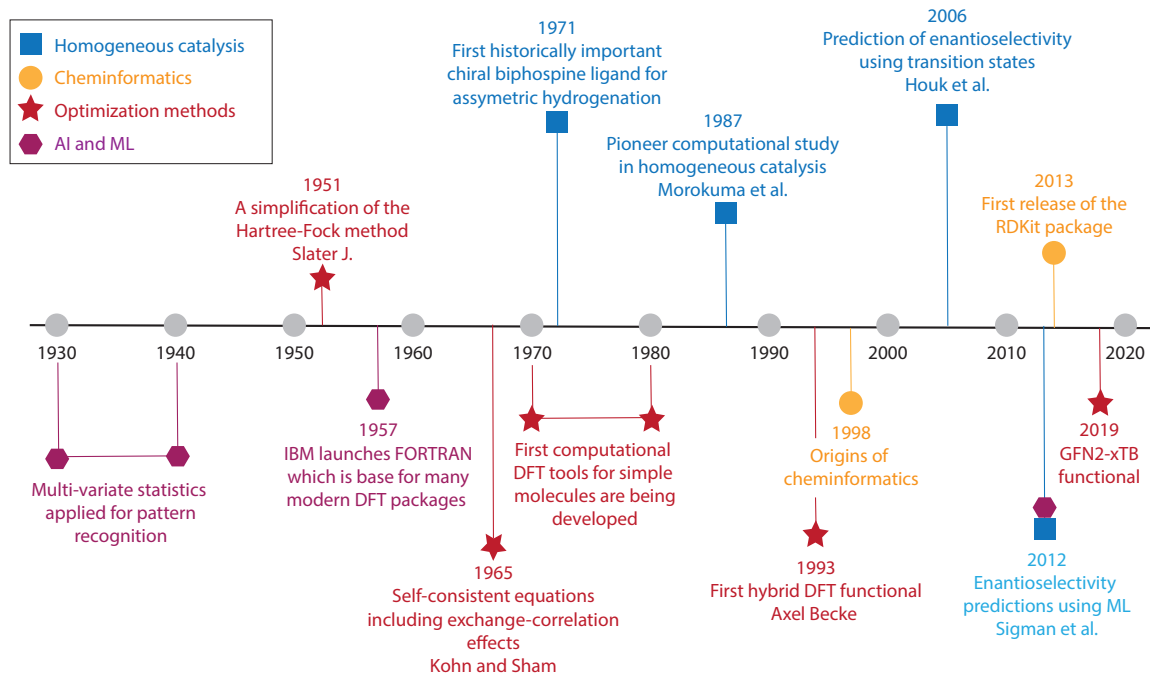 Homogeneous catalysis
Cheminformatics
Optimization methods
AI and ML
1971
First historically important
chiral biphospine ligand for
assymetric hydrogenation
2006
Prediction of enantioselectivity
using transition states
Houk et al.
1987
Pioneer computational study
in homogeneous catalysis
Morokuma et al.
1951
A simplification of the
Hartree-Fock method
Slater J.
2013
First release of the
RDKit package
1930
1940
1950
1960
1970
1980
1990
2000
2010
2020
Multi-variate statistics
applied for pattern
recognition
1957
IBM launches FORTRAN
which is base for many
modern DFT packages
1965
Self-consistent equations
including exchange-correlation
effects
Kohn and Sham
First computational
DFT tools for simple
molecules are being
developed
1993
First hybrid DFT functional
Axel Becke
1998
Origins of
cheminformatics
2012
Enantioselectivity
predictions using ML
Sigman et al.
2019
GFN2-xTB
functional